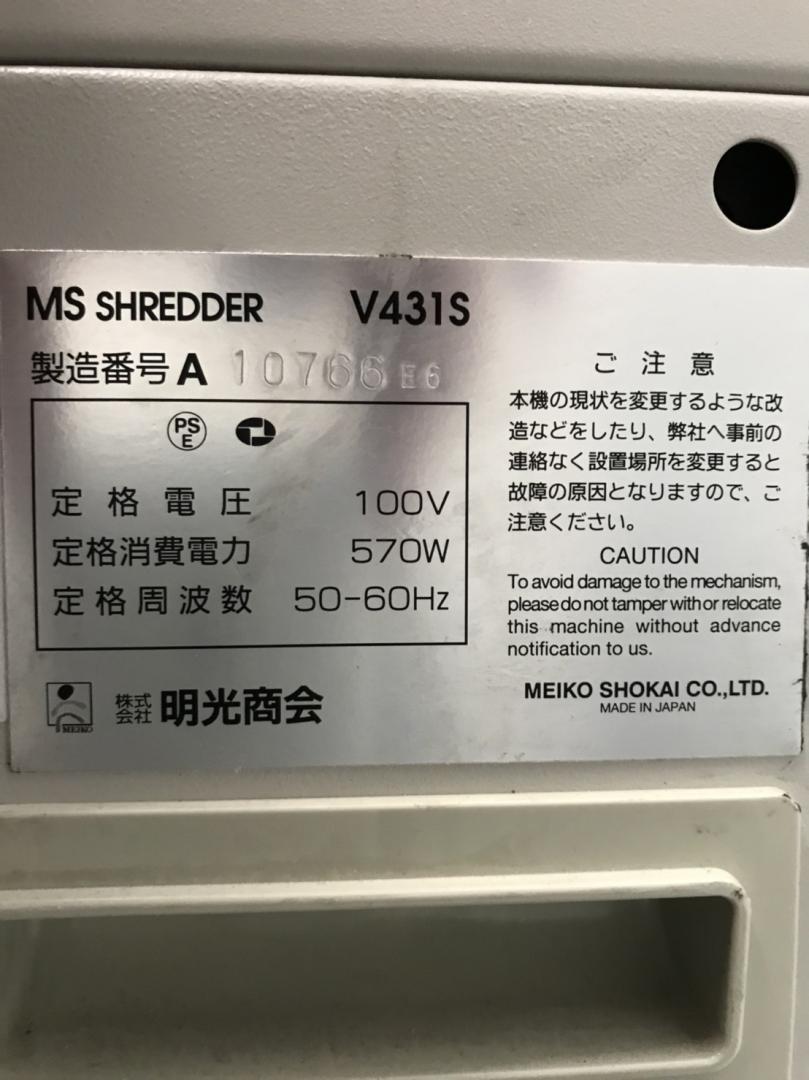 MS SHREDDER V431S
製造番号 A 10766 E6
PS
E
定格電圧 100V
定格消費電力 570W
定格周波数 50-60Hz
MEIKO
株式
会社 明光商会
ご注意
本機の現状を変更するような改
造などをしたり、弊社へ事前の
連絡なく設置場所を変更すると
故障の原因となりますので、ご
注意ください。
CAUTION
To avoid damage to the mechanism,
please do not tamper with or relocate
this machine without advance
notification to us.
MEIKO SHOKAI CO.,LTD.
MADE IN JAPAN